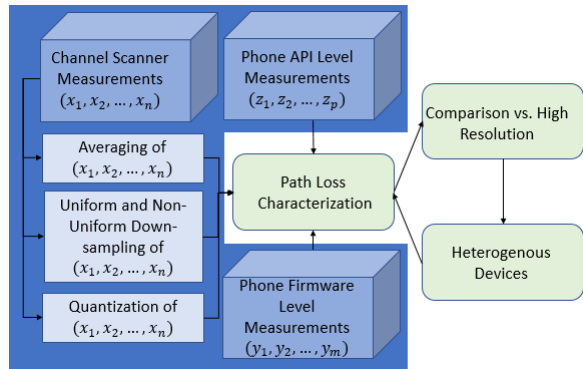 Channel Scanner
Measurements
(x₁, x₂, …, xₙ)
Phone API Level
Measurements
(z₁, z₂, …, zₚ)
Comparison vs. High
Resolution
Averaging of
(x₁, x₂, …, xₙ)
Path Loss
Characterization
Uniform and Non-
Uniform Down-
sampling of
(x₁, x₂, …, xₙ)
Heterogenous
Devices
Quantization of
(x₁, x₂, …, xₙ)
Phone Firmware
Level
Measurements
(y₁, y₂, …, yₘ)